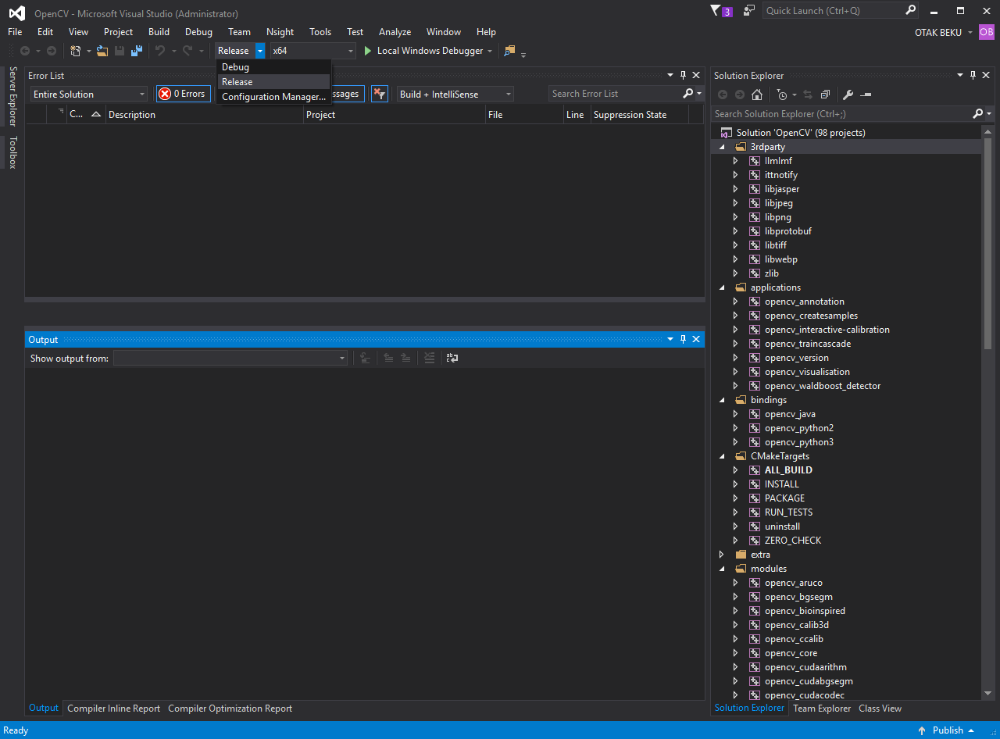 OpenCV - Microsoft Visual Studio (Administrator)
3
Quick Launch (Ctrl+Q)
File Edit View Project Build Debug Team Nsight Tools Test Analyze Window Help
OTAK BEKU
OB
Release
x64
Local Windows Debugger
Debug
Release
Configuration Manager...
Server Explorer
Toolbox
Error List
Entire Solution
0 Errors
ssages
Build + IntelliSense
Search Error List
C... Description Project File Line Suppression State
Output
Show output from:
Output Compiler Inline Report Compiler Optimization Report
Solution Explorer
Search Solution Explorer (Ctrl+;)
Solution 'OpenCV' (98 projects)
3rdparty
IlmImf
ittnotify
libjasper
libjpeg
libpng
libprotobuf
libtiff
libwebp
zlib
applications
opencv_annotation
opencv_createsamples
opencv_interactive-calibration
opencv_traincascade
opencv_version
opencv_visualisation
opencv_waldboost_detector
bindings
opencv_java
opencv_python2
opencv_python3
CMakeTargets
ALL_BUILD
INSTALL
PACKAGE
RUN_TESTS
uninstall
ZERO_CHECK
extra
modules
opencv_aruco
opencv_bgsegm
opencv_bioinspired
opencv_calib3d
opencv_ccalib
opencv_core
opencv_cudaarithm
opencv_cudabgsegm
opencv_cudacodec
Solution Explorer Team Explorer Class View
Ready
Publish